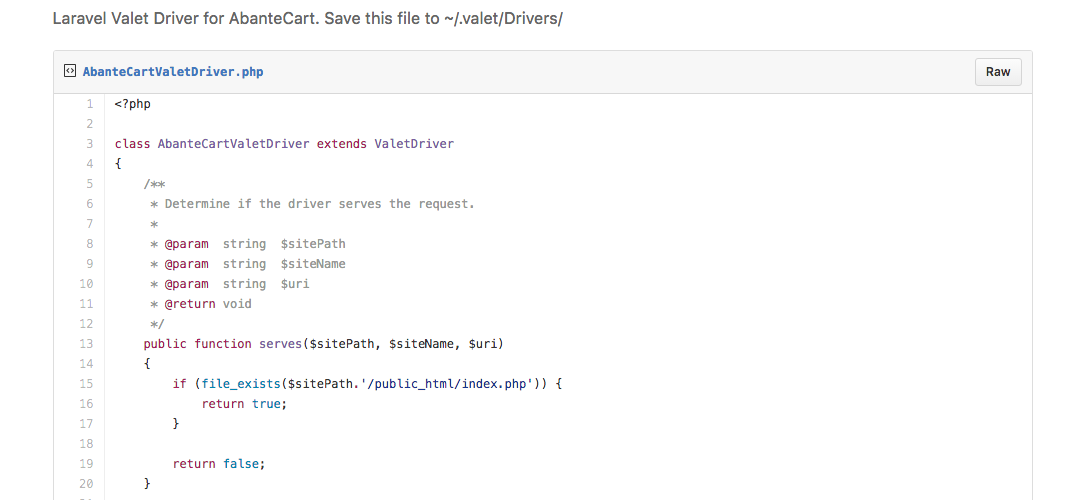 Laravel Valet Driver for AbanteCart. Save this file to ~/.valet/Drivers/
AbanteCartValetDriver.php
Raw
1 <?php
2
3 class AbanteCartValetDriver extends ValetDriver
4 {
5     /**
6      * Determine if the driver serves the request.
7      *
8      * @param  string  $sitePath
9      * @param  string  $siteName
10      * @param  string  $uri
11      * @return void
12      */
13     public function serves($sitePath, $siteName, $uri)
14     {
15         if (file_exists($sitePath.'/public_html/index.php')) {
16             return true;
17         }
18
19         return false;
20     }